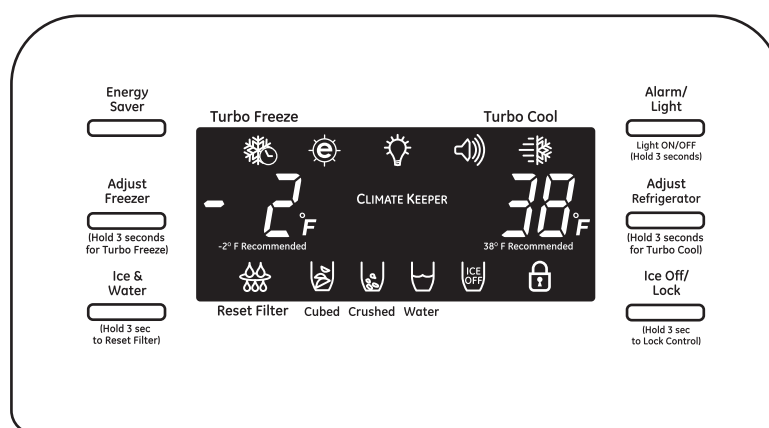 Energy
Saver
Adjust
Freezer
(Hold 3 seconds
for Turbo Freeze)
Ice &
Water
(Hold 3 sec
to Reset Filter)
Turbo Freeze
Turbo Cool
e
CLIMATE KEEPER
- 2°F
38°F
-2° F Recommended
38° F Recommended
ICE
OFF
Reset Filter
Cubed
Crushed
Water
Alarm/
Light
Light ON/OFF
(Hold 3 seconds)
Adjust
Refrigerator
(Hold 3 seconds
for Turbo Cool)
Ice Off/
Lock
(Hold 3 sec
to Lock Control)